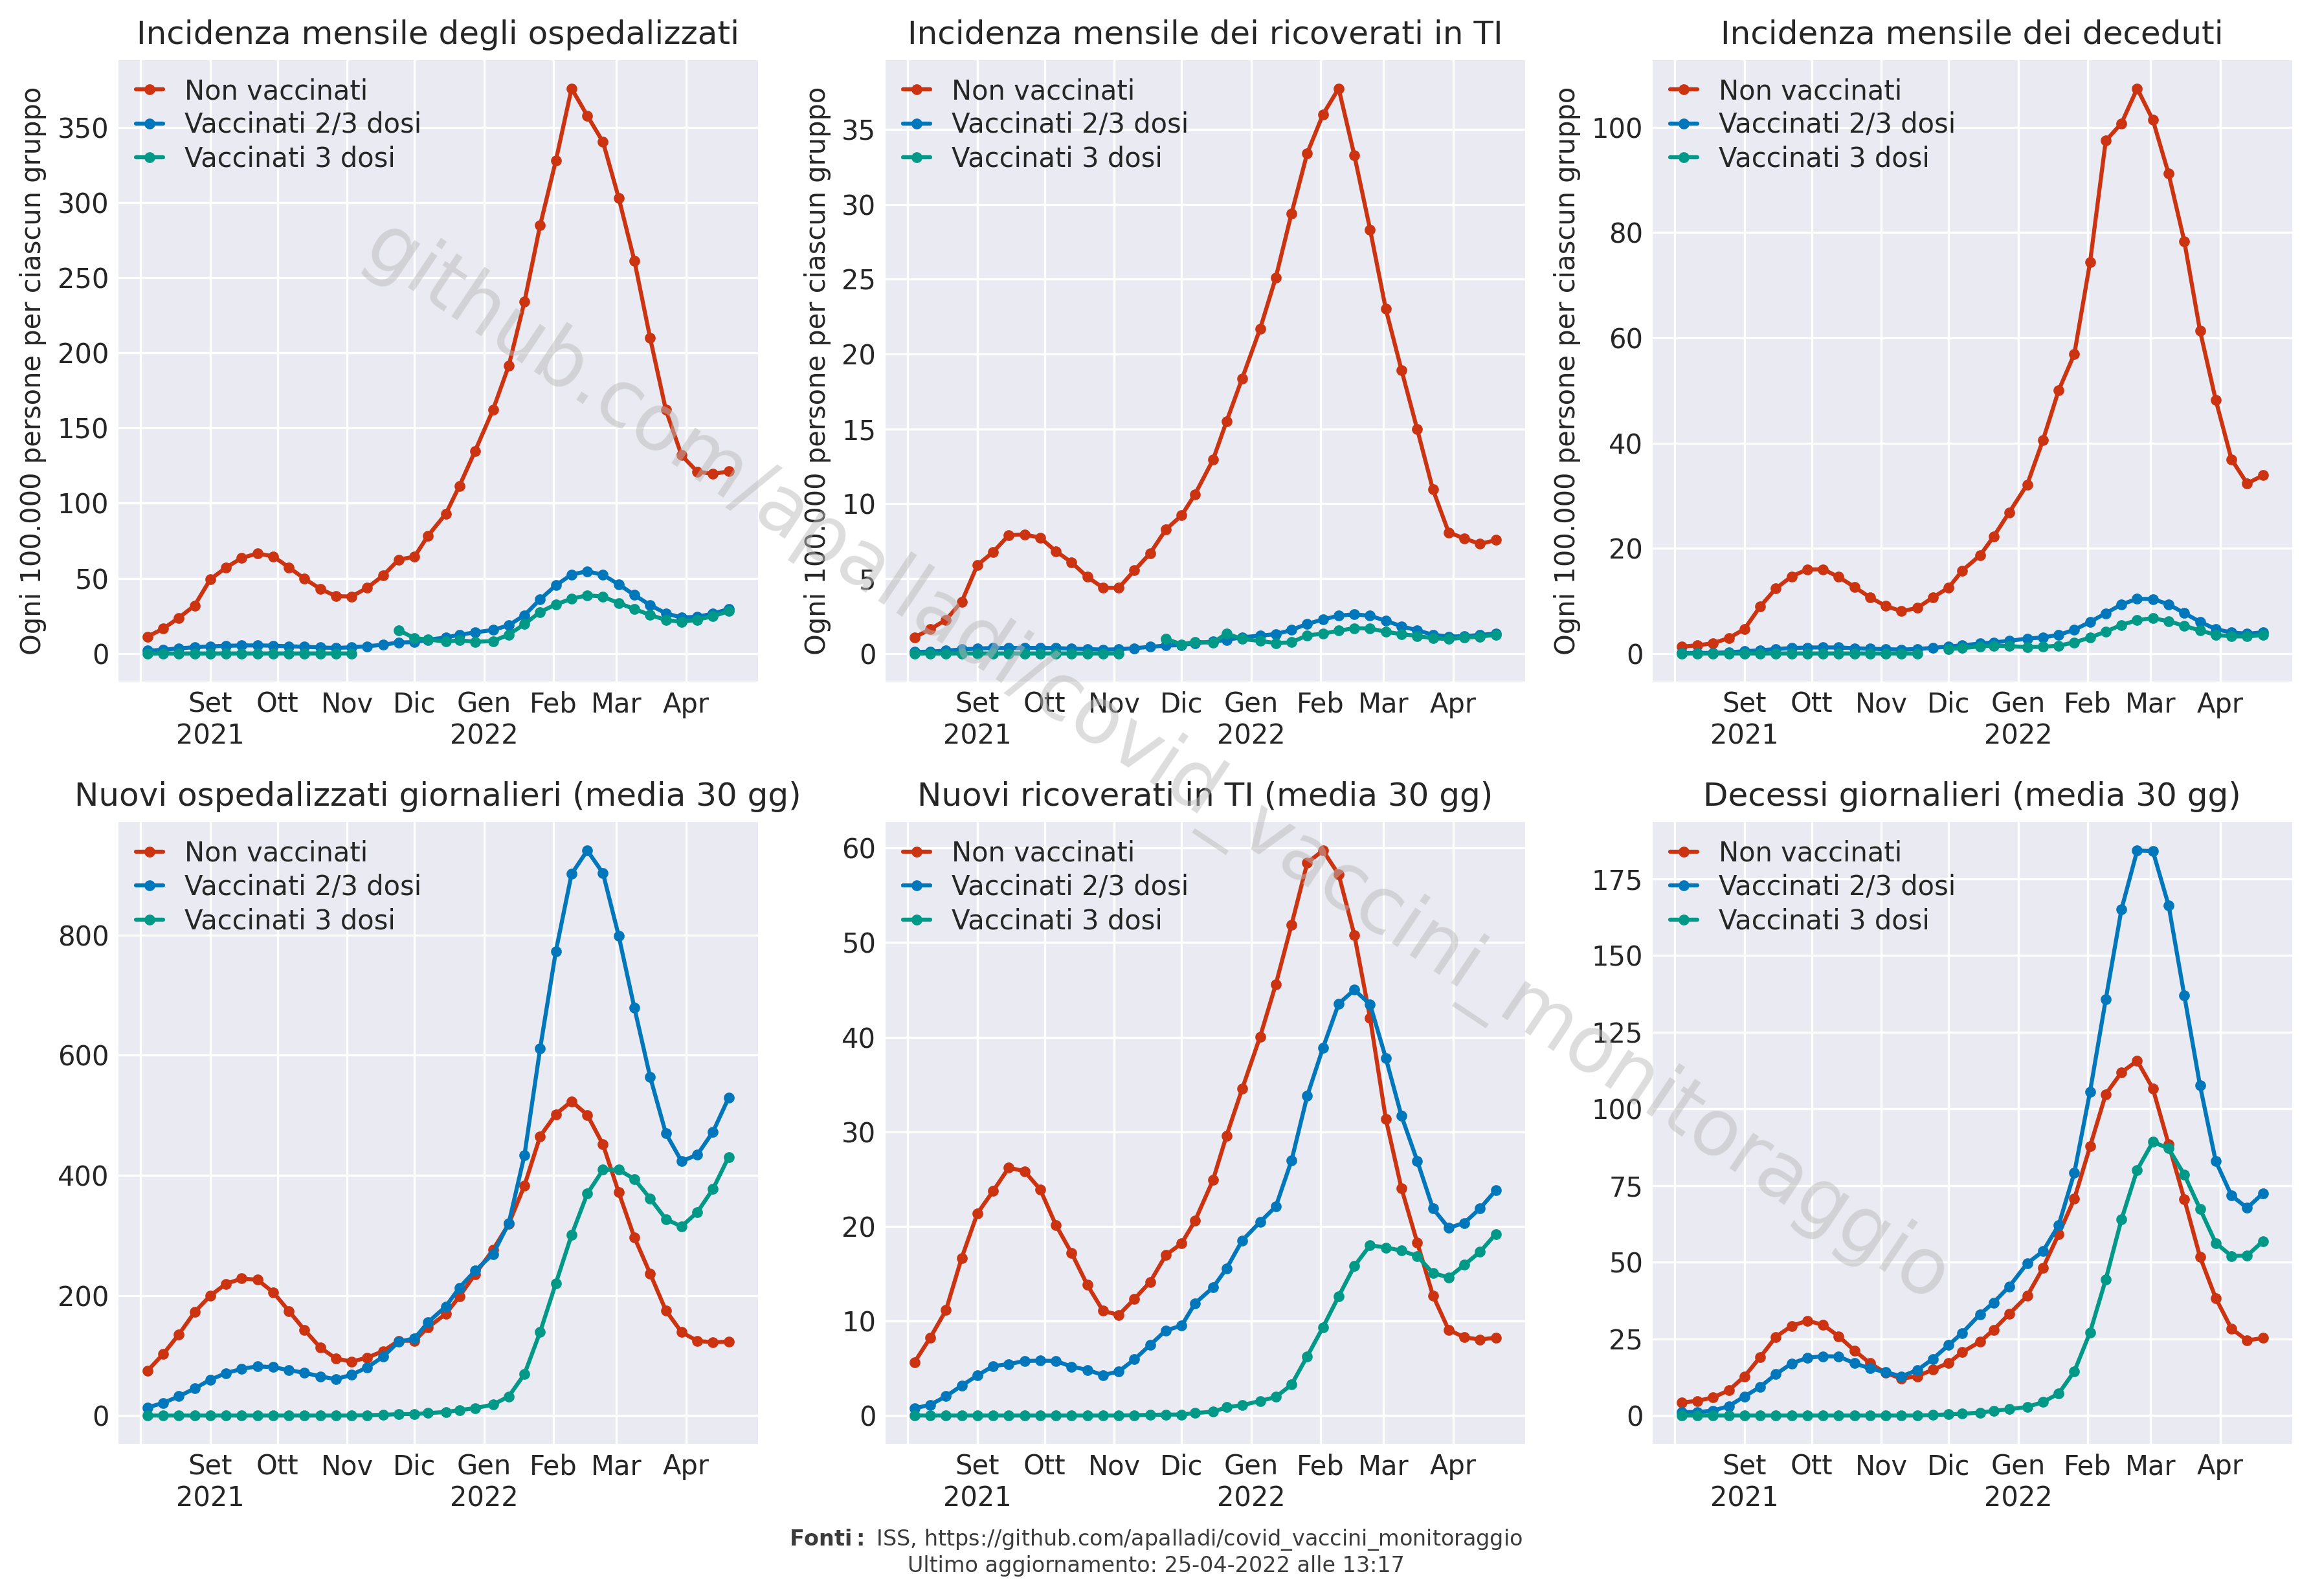 Incidenza mensile degli ospedalizzati
Ogni 100.000 persone per ciascun gruppo
Non vaccinati
Vaccinati 2/3 dosi
Vaccinati 3 dosi
350
300
250
200
150
100
50
0
Set
2021
Ott
Nov
Dic
Gen
2022
Feb
Mar
Apr
Incidenza mensile dei ricoverati in TI
Ogni 100.000 persone per ciascun gruppo
Non vaccinati
Vaccinati 2/3 dosi
Vaccinati 3 dosi
35
30
25
20
15
10
5
0
Set
2021
Ott
Nov
Dic
Gen
2022
Feb
Mar
Apr
Incidenza mensile dei deceduti
Ogni 100.000 persone per ciascun gruppo
Non vaccinati
Vaccinati 2/3 dosi
Vaccinati 3 dosi
100
80
60
40
20
0
Set
2021
Ott
Nov
Dic
Gen
2022
Feb
Mar
Apr
github.com/apalladi/covid_vaccini_monitoraggio
Nuovi ospedalizzati giornalieri (media 30 gg)
Non vaccinati
Vaccinati 2/3 dosi
Vaccinati 3 dosi
800
600
400
200
0
Set
2021
Ott
Nov
Dic
Gen
2022
Feb
Mar
Apr
Nuovi ricoverati in TI (media 30 gg)
Non vaccinati
Vaccinati 2/3 dosi
Vaccinati 3 dosi
60
50
40
30
20
10
0
Set
2021
Ott
Nov
Dic
Gen
2022
Feb
Mar
Apr
Decessi giornalieri (media 30 gg)
Non vaccinati
Vaccinati 2/3 dosi
Vaccinati 3 dosi
175
150
125
100
75
50
25
0
Set
2021
Ott
Nov
Dic
Gen
2022
Feb
Mar
Apr
Fonti: ISS, https://github.com/apalladi/covid_vaccini_monitoraggio
Ultimo aggiornamento: 25-04-2022 alle 13:17